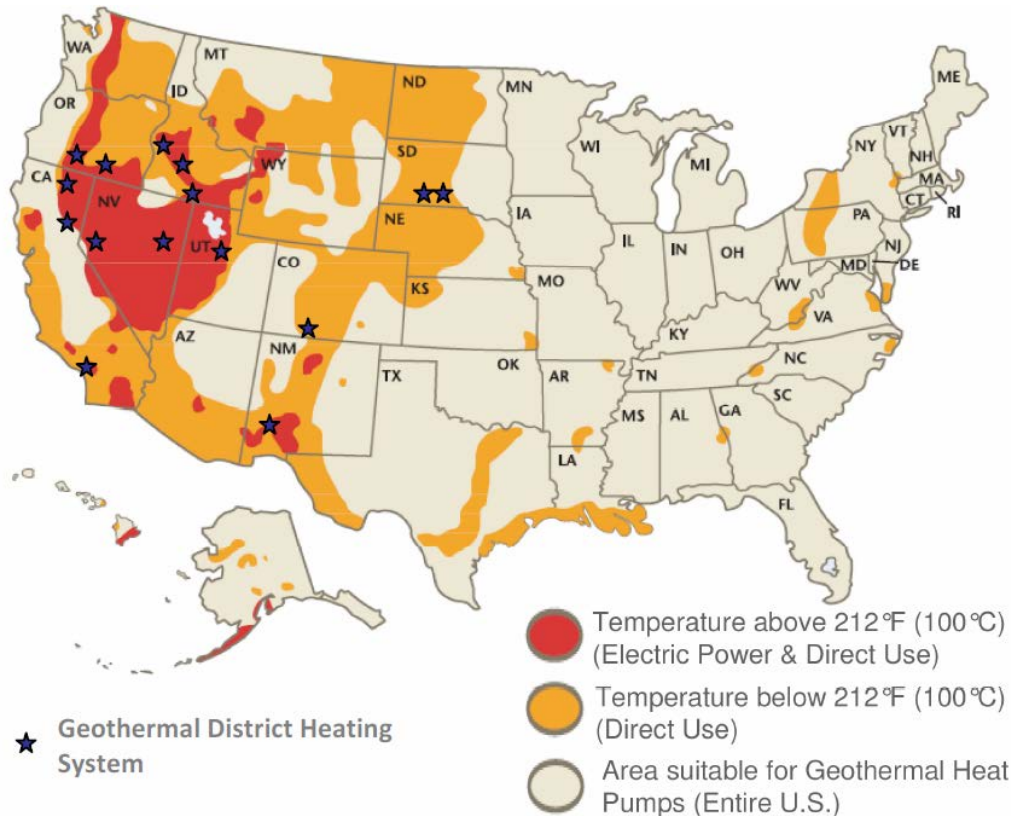 WA
MT
ND
MN
ME
OR
ID
SD
WI
MI
NY
VT
NH
MA
CT
RI
CA
NV
WY
NE
IA
PA
NJ
UT
CO
KS
MO
IL
IN
OH
WV
MD
DE
VA
KY
AZ
NM
OK
AR
TN
NC
TX
MS
AL
GA
SC
LA
FL
Temperature above 212°F (100°C)
(Electric Power & Direct Use)
Temperature below 212°F (100°C)
(Direct Use)
Area suitable for Geothermal Heat
Pumps (Entire U.S.)
Geothermal District Heating
System